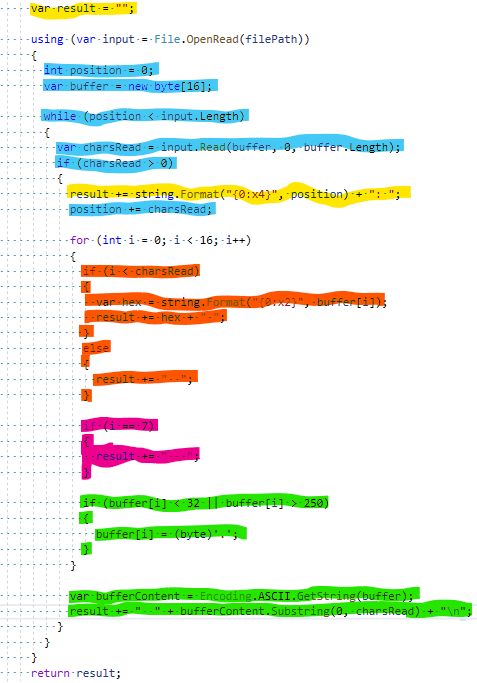 var result = "";
using (var input = File.OpenRead(filePath))
{
int position = 0;
var buffer = new byte[16];
while (position < input.Length)
{
var charsRead = input.Read(buffer, 0, buffer.Length);
if (charsRead > 0)
{
result += string.Format("{0:x4}", position) + ": ";
position += charsRead;
for (int i = 0; i < 16; i++)
{
if (i < charsRead)
{
var hex = string.Format("{0:x2}", buffer[i]);
result += hex + " ";
}
else
{
result += "   ";
}
if (i == 7)
{
result += "-- ";
}
if (buffer[i] < 32 || buffer[i] > 250)
{
buffer[i] = (byte)'.';
}
}
var bufferContent = Encoding.ASCII.GetString(buffer);
result += "  " + bufferContent.Substring(0, charsRead) + "\n";
}
}
}
return result;